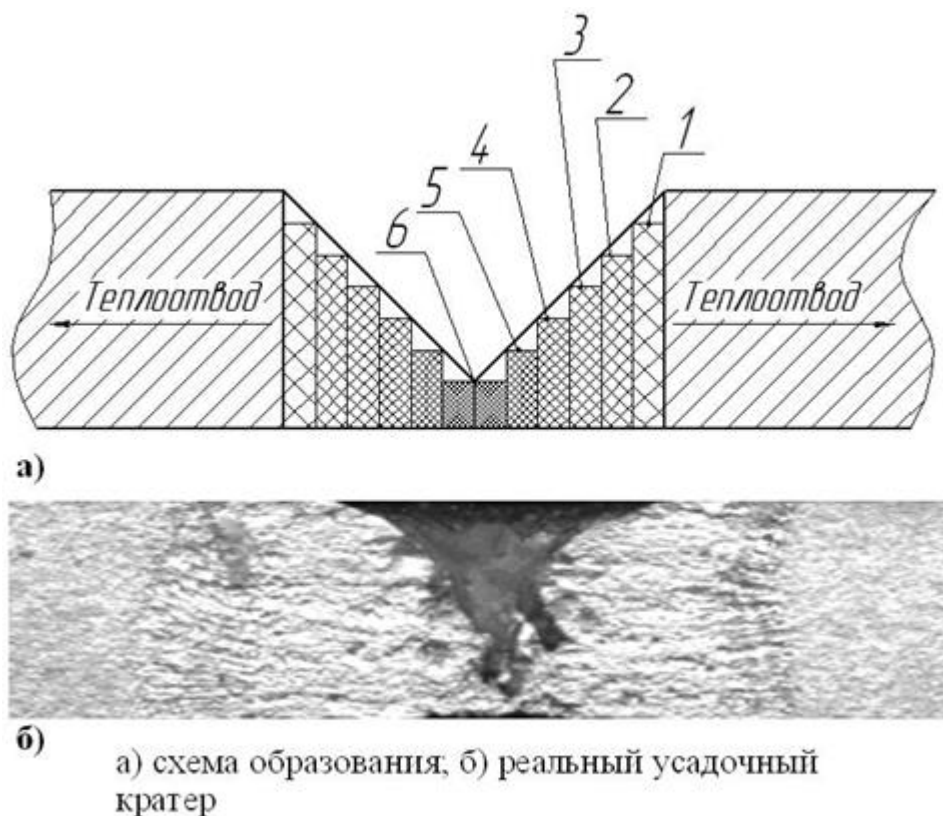 3
2
1
4
5
6
Теплоотвод
Теплоотвод
а)
б)
а) схема образования; б) реальный усадочный
кратер